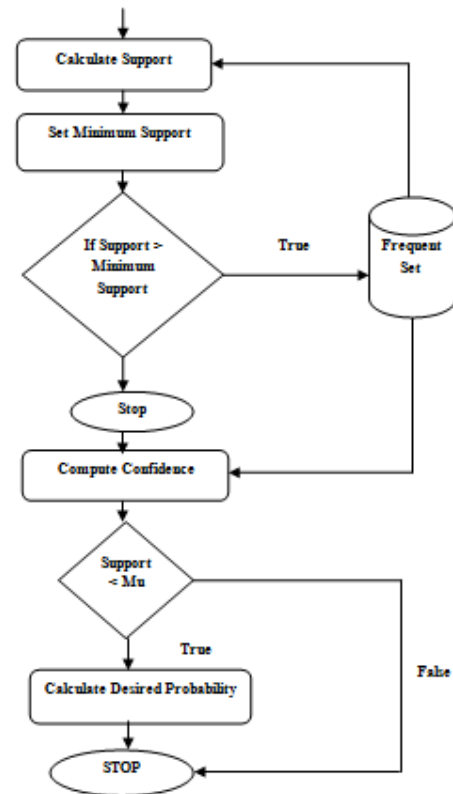 Calculate Support
Set Minimum Support
If Support >
Minimum
Support
True
Frequent
Set
Stop
Compute Confidence
Support
< Mu
True
False
Calculate Desired Probability
STOP